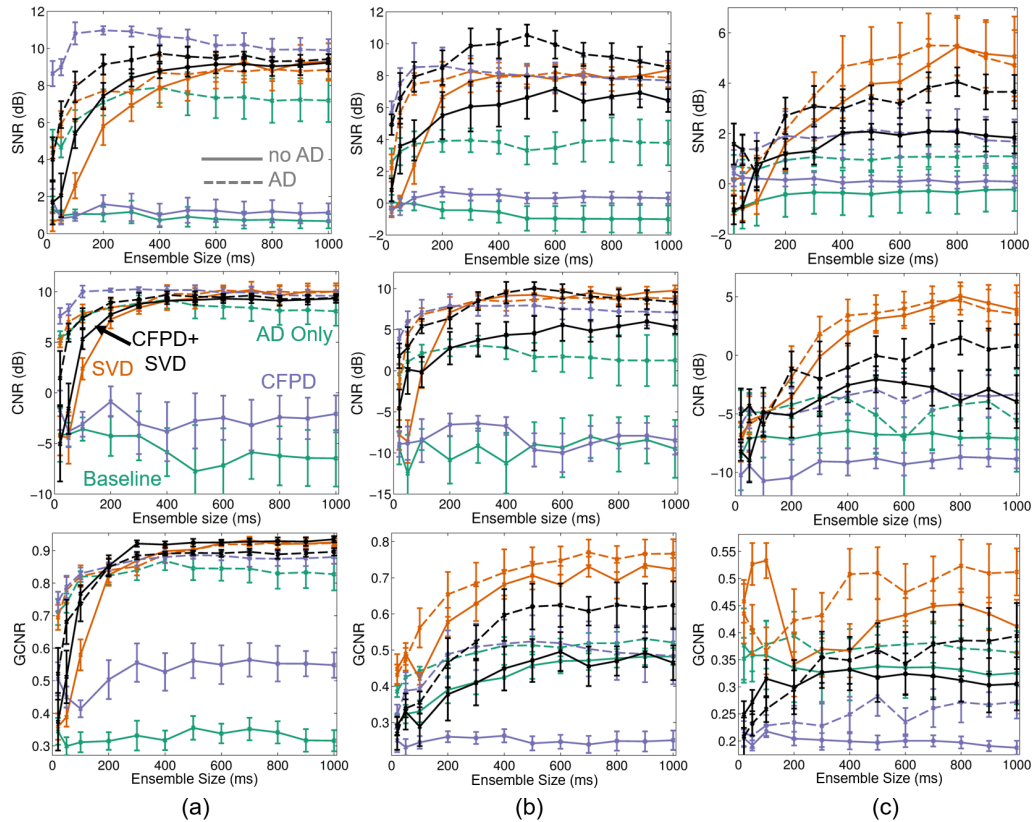 12
10
8
6
4
2
0
SNR (dB)
no AD
AD
0 200 400 600 800 1000
Ensemble Size (ms)
10
8
6
4
2
0
-2
SNR (dB)
0 200 400 600 800 1000
Ensemble Size (ms)
6
4
2
0
-2
SNR (dB)
0 200 400 600 800 1000
Ensemble Size (ms)
10
5
0
-5
-10
CNR (dB)
AD Only
CFPD+
SVD
SVD
CFPD
Baseline
0 200 400 600 800 1000
Ensemble size (ms)
10
5
0
-5
-10
-15
CNR (dB)
0 200 400 600 800 1000
Ensemble size (ms)
5
0
-5
-10
CNR (dB)
0 200 400 600 800 1000
Ensemble size (ms)
0.9
0.8
0.7
0.6
0.5
0.4
0.3
GCNR
0 200 400 600 800 1000
Ensemble Size (ms)
0.8
0.7
0.6
0.5
0.4
0.3
GCNR
0 200 400 600 800 1000
Ensemble Size (ms)
0.55
0.5
0.45
0.4
0.35
0.3
0.25
0.2
GCNR
0 200 400 600 800 1000
Ensemble Size (ms)
(a) (b) (c)